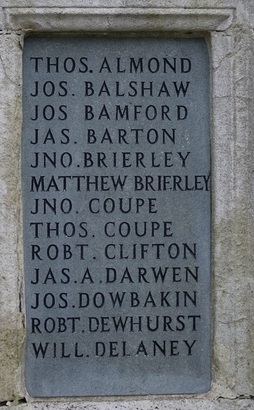 THOS. ALMOND
JOS. BALSHAW
JOS BAMFORD
JAS. BARTON
JNO. BRIERLEY
MATTHEW BRIERLEY
JNO. COUPE
THOS. COUPE
ROBT. CLIFTON
JAS. A. DARWEN
JOS. DOWBAKIN
ROBT. DEWHURST
WILL. DELANEY